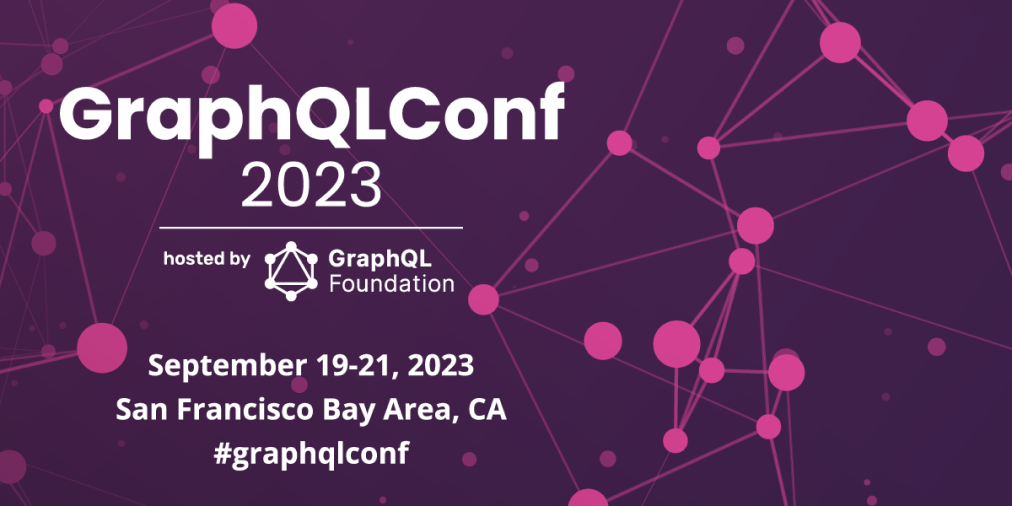 GraphQLConf
2023
hosted by
GraphQL
Foundation
September 19-21, 2023
San Francisco Bay Area, CA
#graphqlconf